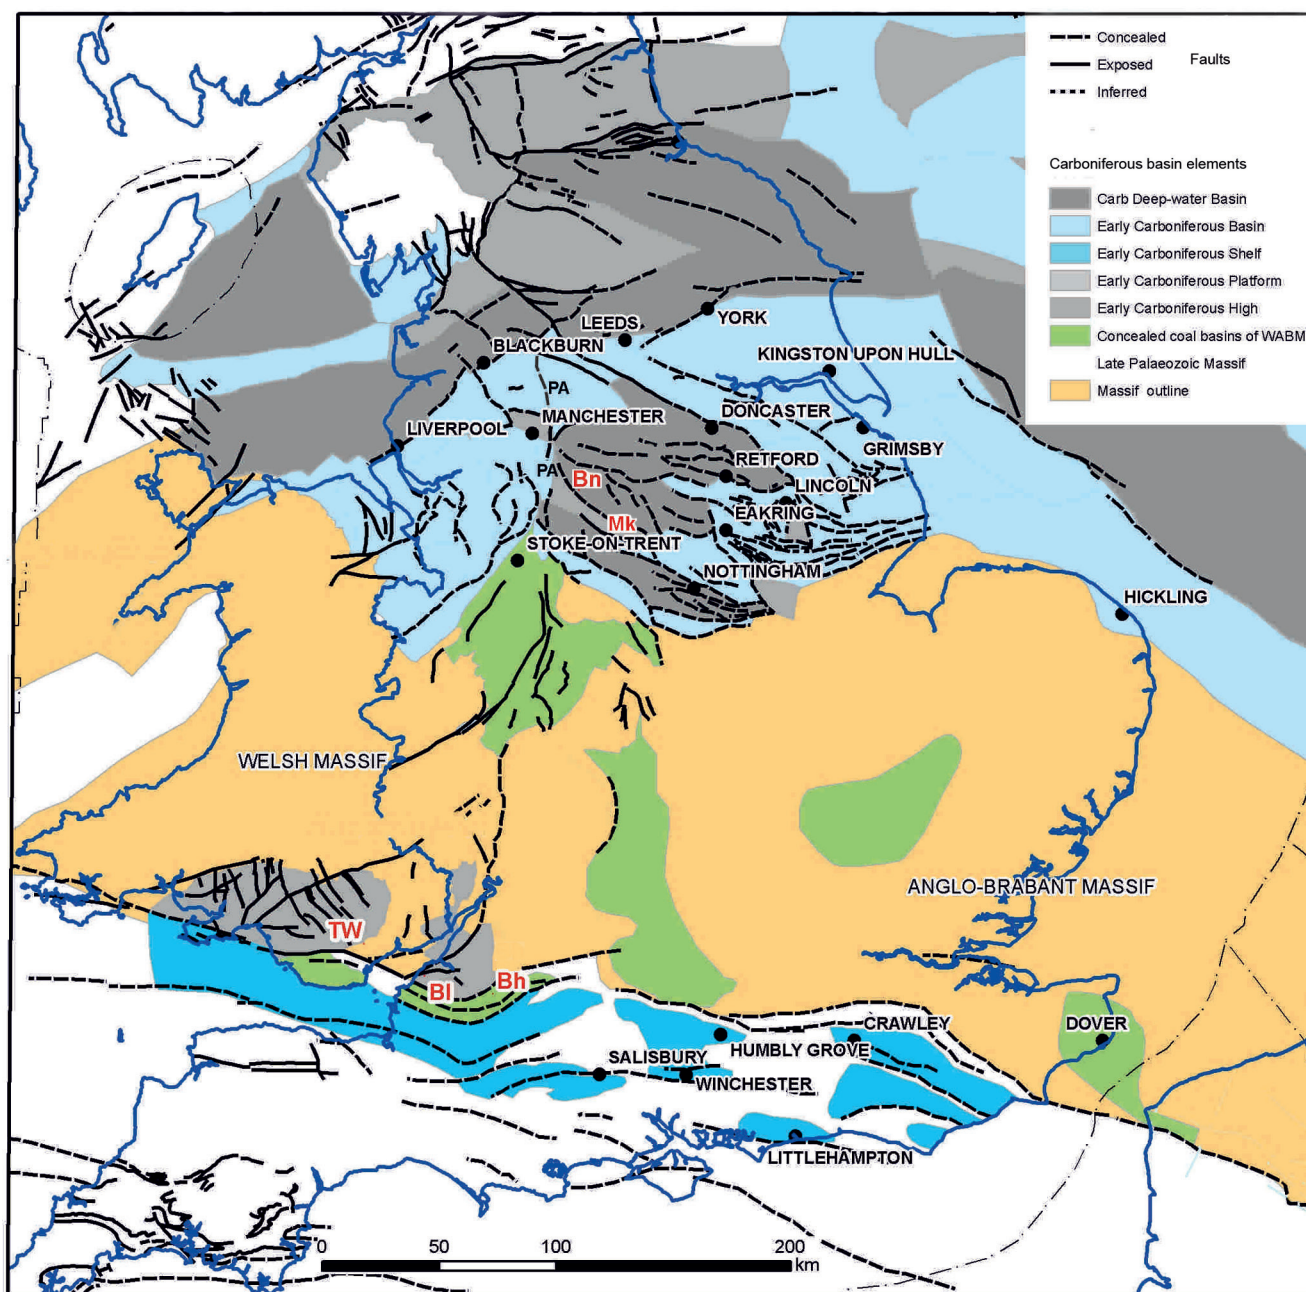 Concealed
Exposed
Faults
Inferred
Carboniferous basin elements
Carb Deep-water Basin
Early Carboniferous Basin
Early Carboniferous Shelf
Early Carboniferous Platform
Early Carboniferous High
Concealed coal basins of WABM
Late Palaeozoic Massif
Massif outline
YORK
LEEDS
BLACKBURN
KINGSTON UPON HULL
PA
MANCHESTER
DONCASTER
LIVERPOOL
GRIMSBY
RETFORD
PA
Bn
LINCOLN
EAKRING
Mk
STOKE-ON-TRENT
NOTTINGHAM
HICKLING
WELSH MASSIF
ANGLO-BRABANT MASSIF
TW
Bh
Bl
CRAWLEY
DOVER
HUMBLY GROVE
SALISBURY
WINCHESTER
LITTLEHAMPTON
0 50 100 200
km